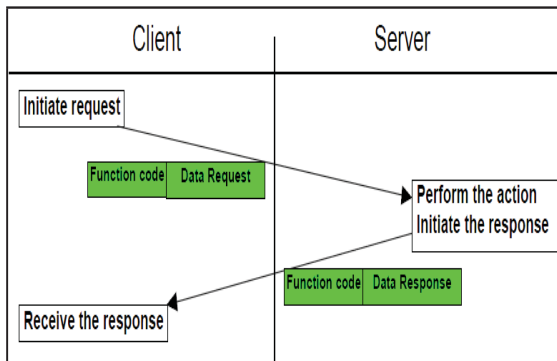 Client
Server
Initiate request
Function code
Data Request
Perform the action
Initiate the response
Function code
Data Response
Receive the response